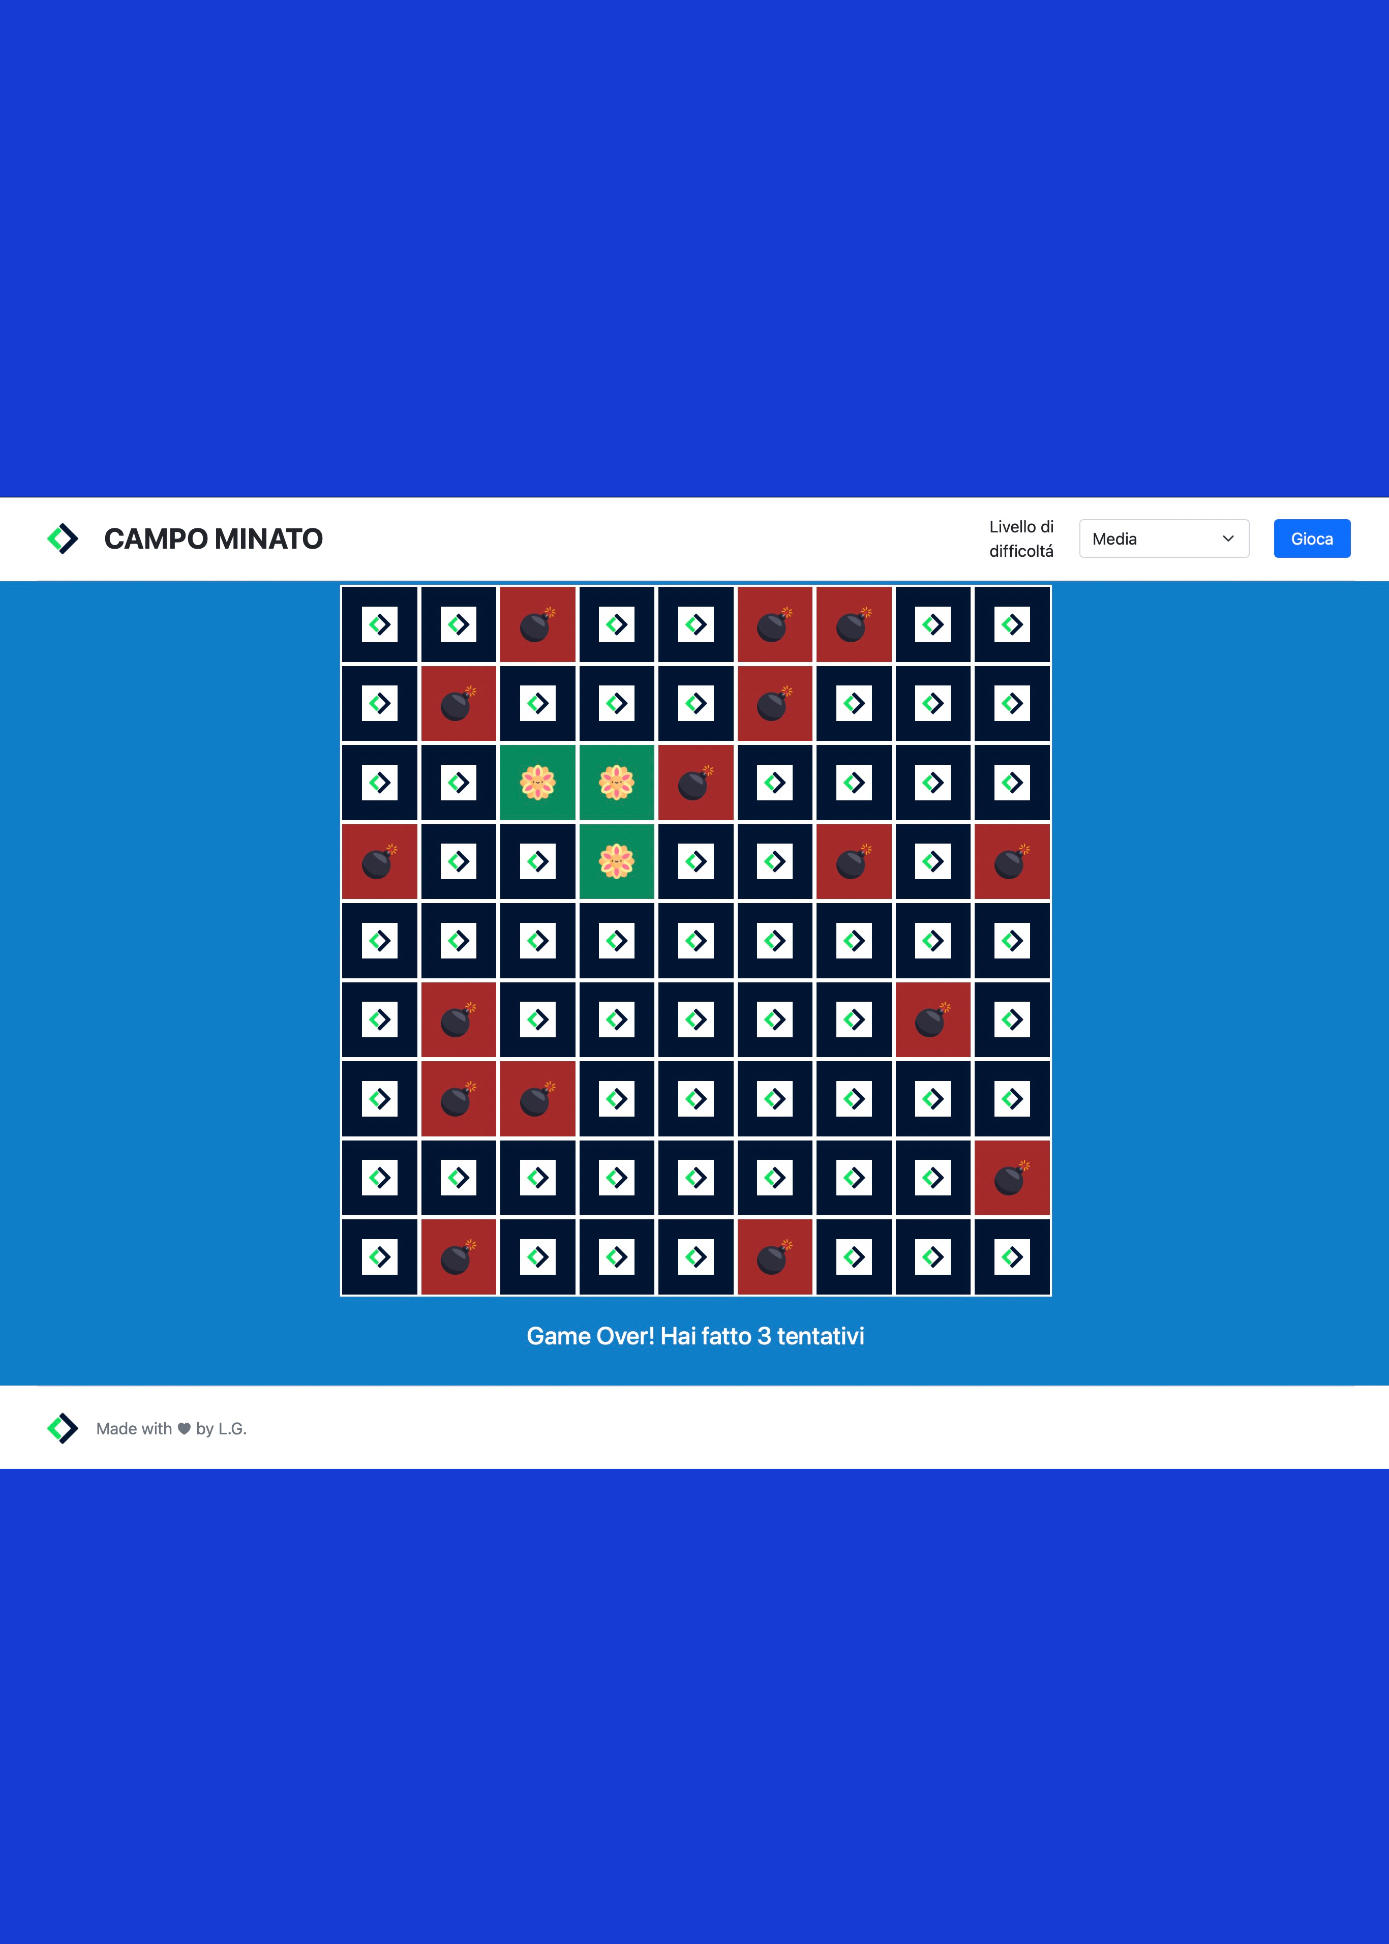 CAMPO MINATO
Livello di
difficoltá
Media
Gioca
Game Over! Hai fatto 3 tentativi
Made with ♥ by L.G.